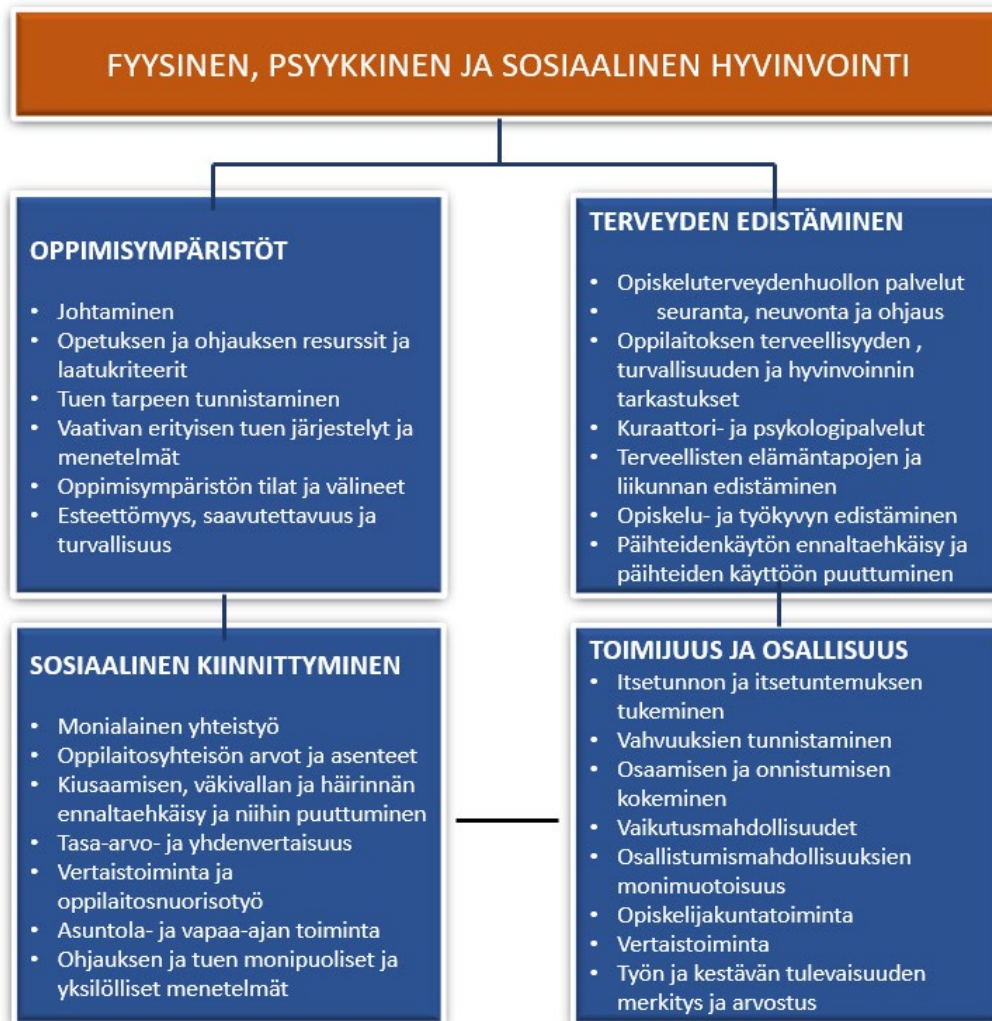 FYYSINEN, PSYYKKINEN JA SOSIAALINEN HYVINVOINTI
OPPIMISYMPÄRISTÖT
• Johtaminen
• Opetuksen ja ohjauksen resurssit ja
laatukriteerit
• Tuen tarpeen tunnistaminen
• Vaativan erityisen tuen järjestelyt ja
menetelmät
• Oppimisympäristön tilat ja välineet
• Esteettömyys, saavutettavuus ja
turvallisuus
TERVEYDEN EDISTÄMINEN
• Opiskeluterveydenhuollon palvelut
• seuranta, neuvonta ja ohjaus
• Oppilaitoksen terveellisyyden ,
turvallisuuden ja hyvinvoinnin
tarkastukset
• Kuraattori- ja psykologipalvelut
• Terveellisten elämäntapojen ja
liikunnan edistäminen
• Opiskelu- ja työkyvyn edistäminen
• Päihteidenkäytön ennaltaehkäisy ja
päihteiden käyttöön puuttuminen
SOSIAALINEN KIINNITTYMINEN
• Monialainen yhteistyö
• Oppilaitosyhteisön arvot ja asenteet
• Kiusaamisen, väkivallan ja häirinnän
ennaltaehkäisy ja niihin puuttuminen
• Tasa-arvo- ja yhdenvertaisuus
• Vertaistoiminta ja
oppilaitosnuorisotyö
• Asuntola- ja vapaa-ajan toiminta
• Ohjauksen ja tuen monipuoliset ja
yksilölliset menetelmät
TOIMIJUUS JA OSALLISUUS
• Itsetunnon ja itsetuntemuksen
tukeminen
• Vahvuuksien tunnistaminen
• Osaamisen ja onnistumisen
kokeminen
• Vaikutusmahdollisuudet
• Osallistumismahdollisuuksien
monimuotoisuus
• Opiskelijakuntatoiminta
• Vertaistoiminta
• Työn ja kestävän tulevaisuuden
merkitys ja arvostus